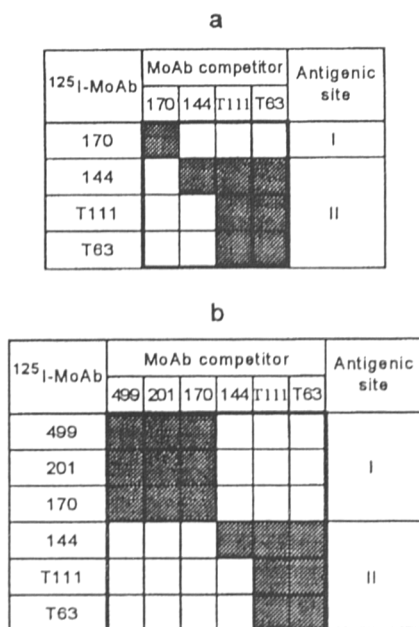 a
¹²⁵I-MoAb MoAb competitor Antigenic site
170 144 T111 T63
170 I
144 II
T111
T63
b
¹²⁵I-MoAb MoAb competitor Antigenic site
499 201 170 144 T111 T63
499
201 I
170
144
T111 II
T63